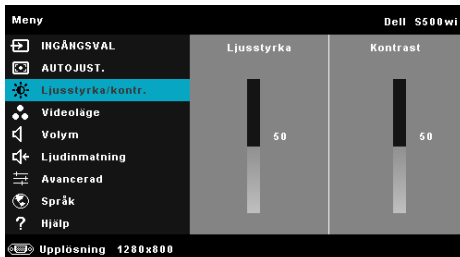 Meny Dell S500wi
INGÅNGSVAL
AUTOJUST.
Ljusstyrka/kontr.
Videoläge
Volym
Ljudinmatning
Avancerad
Språk
Hjälp
Ljusstyrka Kontrast
50 50
Upplösning 1280x800